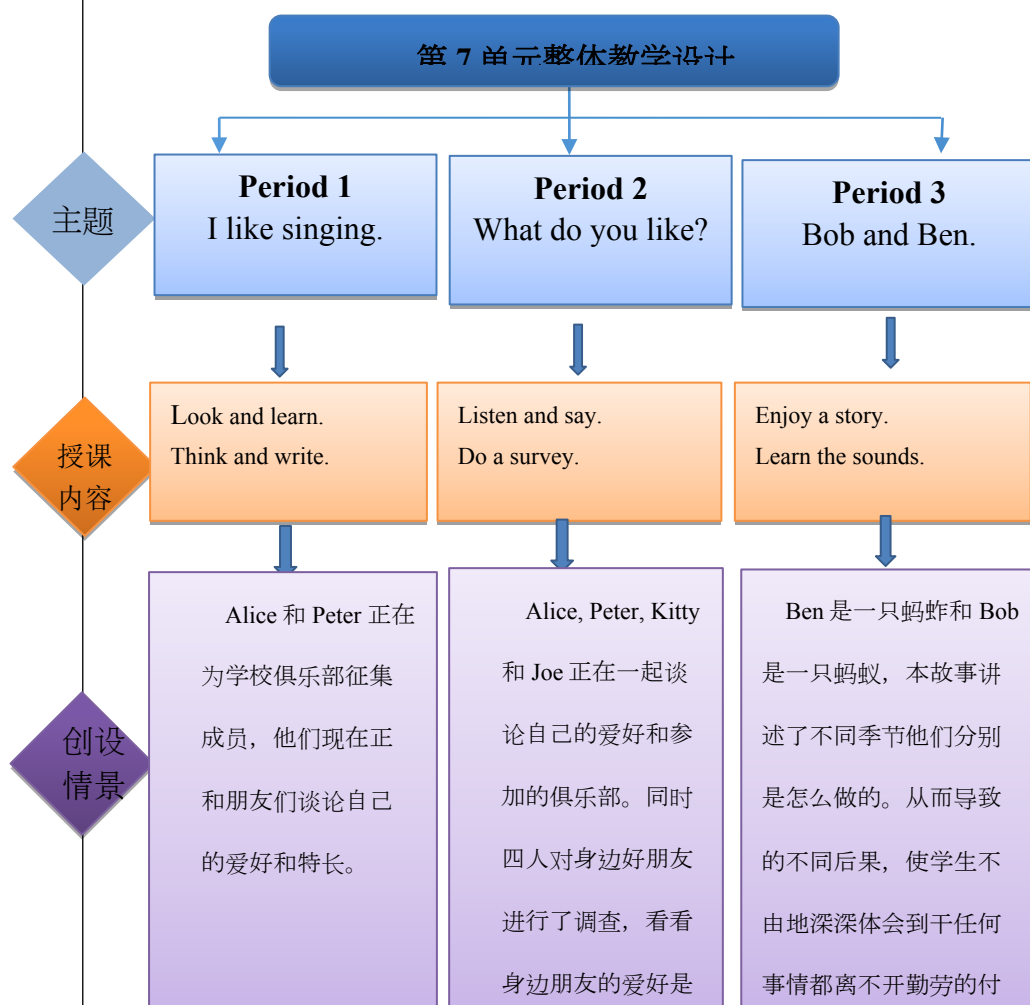 第 7 单元整体教学设计
主题
Period 1
I like singing.
Period 2
What do you like?
Period 3
Bob and Ben.
授课
内容
Look and learn.
Think and write.
Listen and say.
Do a survey.
Enjoy a story.
Learn the sounds.
创设
情景
Alice 和 Peter 正在
为学校俱乐部征集
成员，他们现在正
和朋友们谈论自己
的爱好和特长。
Alice, Peter, Kitty
和 Joe 正在一起谈
论自己的爱好和参
加的俱乐部。同时
四人对身边好朋友
进行了调查，看看
身边朋友的爱好是
Ben 是一只蚂蚱和 Bob
是一只蚂蚁，本故事讲
述了不同季节他们分别
是怎么做的。从而导致
的不同后果，使学生不
由地深深体会到干任何
事情都离不开勤劳的付